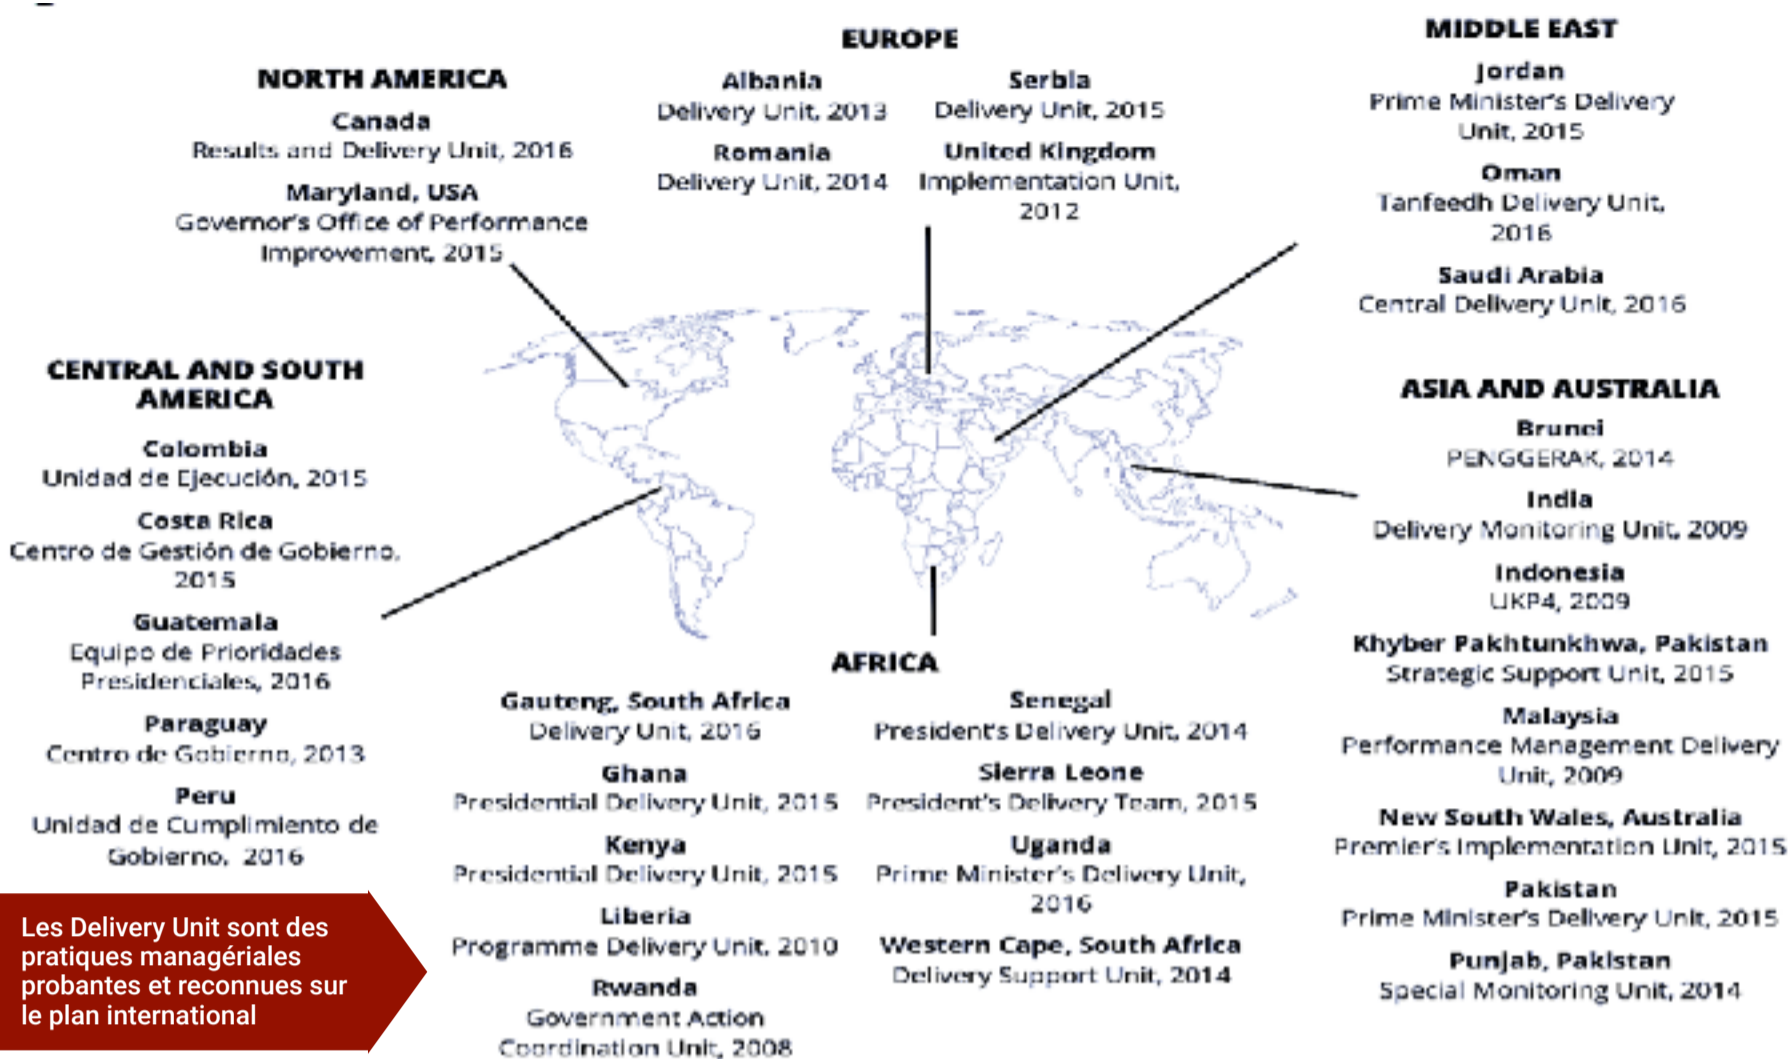 NORTH AMERICA
Canada
Results and Delivery Unit, 2016
Maryland, USA
Governor's Office of Performance
Improvement, 2015
EUROPE
Albania
Delivery Unit, 2013
Romania
Delivery Unit, 2014
Serbia
Delivery Unit, 2015
United Kingdom
Implementation Unit,
2012
MIDDLE EAST
Jordan
Prime Minister's Delivery
Unit, 2015
Oman
Tanfeedh Delivery Unit,
2016
Saudi Arabia
Central Delivery Unit, 2016
CENTRAL AND SOUTH
AMERICA
Colombia
Unidad de Ejecución, 2015
Costa Rica
Centro de Gestión de Gobierno,
2015
Guatemala
Equipo de Prioridades
Presidenciales, 2016
Paraguay
Centro de Gobierno, 2013
Peru
Unidad de Cumplimiento de
Gobierno, 2016
AFRICA
Gauteng, South Africa
Delivery Unit, 2016
Ghana
Presidential Delivery Unit, 2015
Kenya
Presidential Delivery Unit, 2015
Liberia
Programme Delivery Unit, 2010
Rwanda
Government Action
Coordination Unit, 2008
Senegal
President's Delivery Unit, 2014
Sierra Leone
President's Delivery Team, 2015
Uganda
Prime Minister's Delivery Unit,
2016
Western Cape, South Africa
Delivery Support Unit, 2014
ASIA AND AUSTRALIA
Brunei
PENGGERAK, 2014
India
Delivery Monitoring Unit, 2009
Indonesia
UKP4, 2009
Khyber Pakhtunkhwa, Pakistan
Strategic Support Unit, 2015
Malaysia
Performance Management Delivery
Unit, 2009
New South Wales, Australia
Premier's Implementation Unit, 2015
Pakistan
Prime Minister's Delivery Unit, 2015
Punjab, Pakistan
Special Monitoring Unit, 2014
Les Delivery Unit sont des
pratiques managériales
probantes et reconnues sur
le plan international